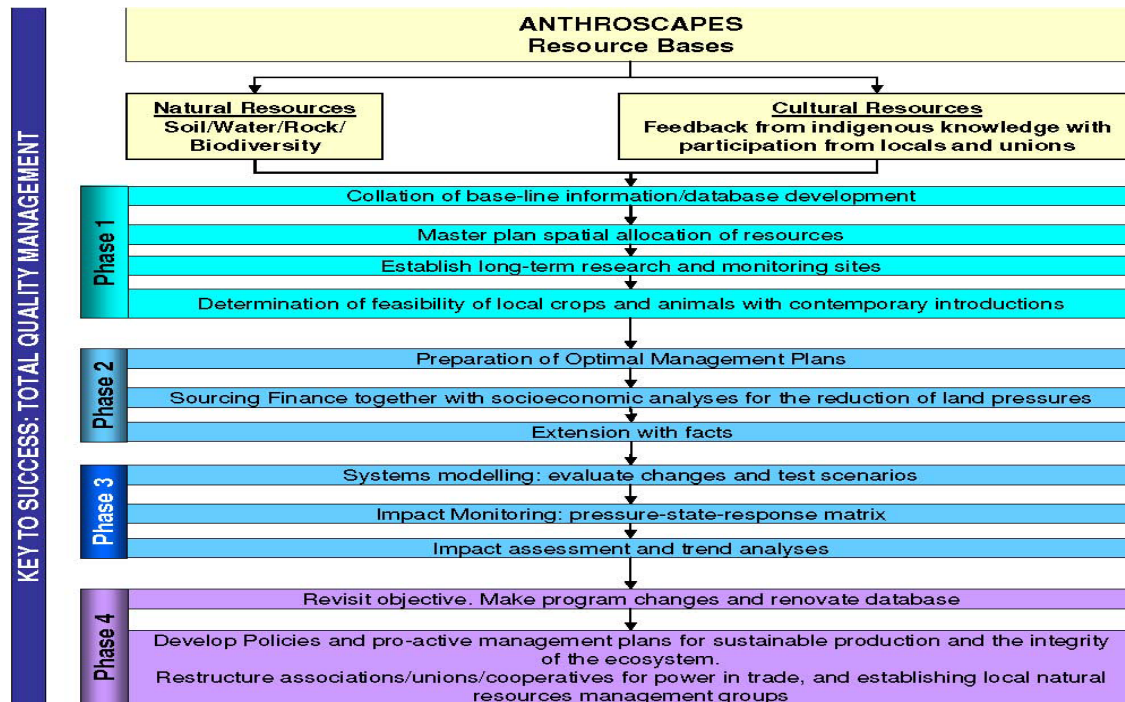 KEY TO SUCCESS: TOTAL QUALITY MANAGEMENT
ANTHROSCAPES
Resource Bases
Natural Resources
Soil/Water/Rock/
Biodiversity
Cultural Resources
Feedback from indigenous knowledge with
participation from locals and unions
Phase 1
Collation of base-line information/database development
Master plan spatial allocation of resources
Establish long-term research and monitoring sites
Determination of feasibility of local crops and animals with contemporary introductions
Phase 2
Preparation of Optimal Management Plans
Sourcing Finance together with socioeconomic analyses for the reduction of land pressures
Extension with facts
Phase 3
Systems modelling: evaluate changes and test scenarios
Impact Monitoring: pressure-state-response matrix
Impact assessment and trend analyses
Phase 4
Revisit objective. Make program changes and renovate database
Develop Policies and pro-active management plans for sustainable production and the integrity
of the ecosystem.
Restructure associations/unions/cooperatives for power in trade, and establishing local natural
resources management groups